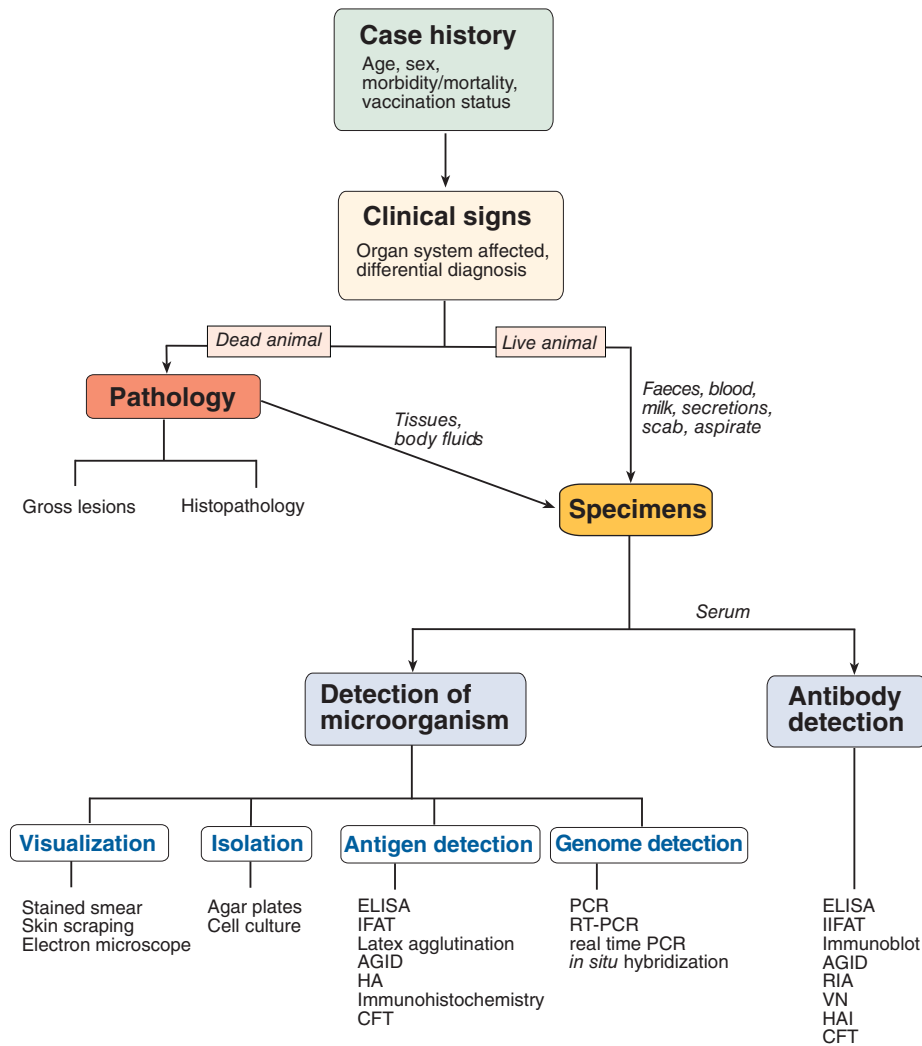 Case history
Age, sex,
morbidity/mortality,
vaccination status
Clinical signs
Organ system affected,
differential diagnosis
Dead animal
Live animal
Pathology
Faeces, blood,
milk, secretions,
scab, aspirate
Tissues,
body fluids
Gross lesions
Histopathology
Specimens
Serum
Detection of
microorganism
Antibody
detection
Visualization
Isolation
Antigen detection
Genome detection
Stained smear
Skin scraping
Electron microscope
Agar plates
Cell culture
ELISA
IFAT
Latex agglutination
AGID
HA
Immunohistochemistry
CFT
PCR
RT-PCR
real time PCR
in situ hybridization
ELISA
IIFAT
Immunoblot
AGID
RIA
VN
HAI
CFT